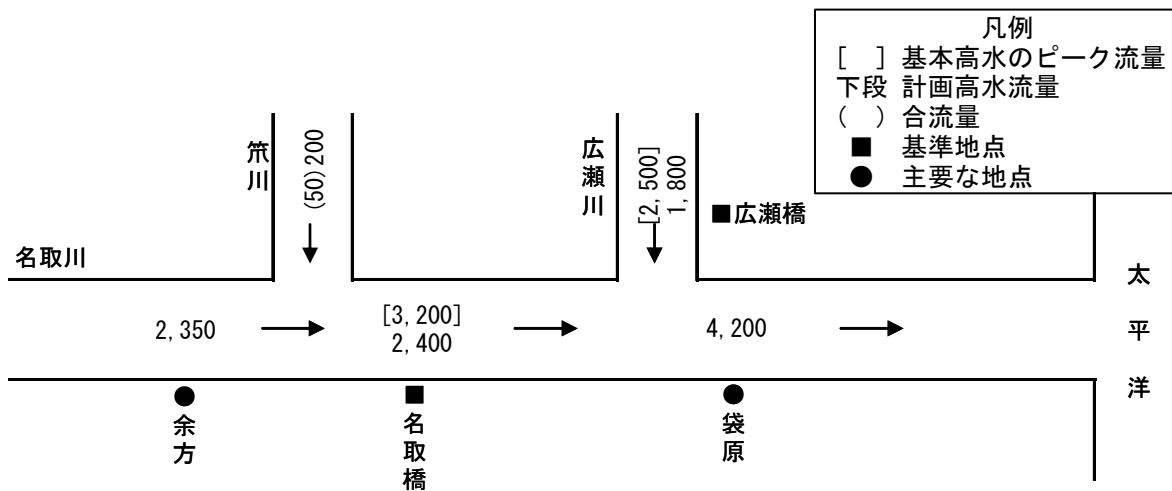 凡例
[ ] 基本高水のピーク流量
下段 計画高水流量
( ) 合流量
■ 基準地点
● 主要な地点
笊川
(50)200
広瀬川
[2,500]
1,800
■広瀬橋
名取川
太平洋
2,350
[3,200]
2,400
4,200
余方
名取橋
袋原